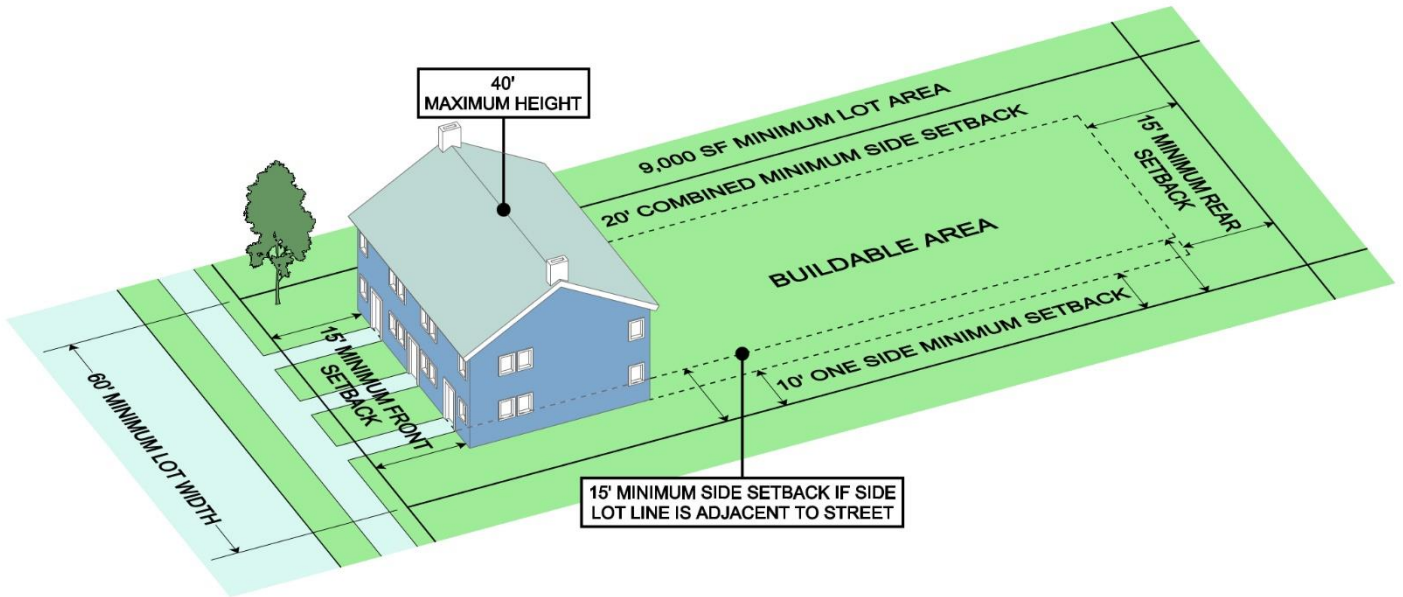 40'
MAXIMUM HEIGHT
9,000 SF MINIMUM LOT AREA
20' COMBINED MINIMUM SIDE SETBACK
15' MINIMUM REAR
SETBACK
BUILDABLE AREA
10' ONE SIDE MINIMUM SETBACK
15' MINIMUM FRONT
SETBACK
60' MINIMUM LOT WIDTH
15' MINIMUM SIDE SETBACK IF SIDE
LOT LINE IS ADJACENT TO STREET